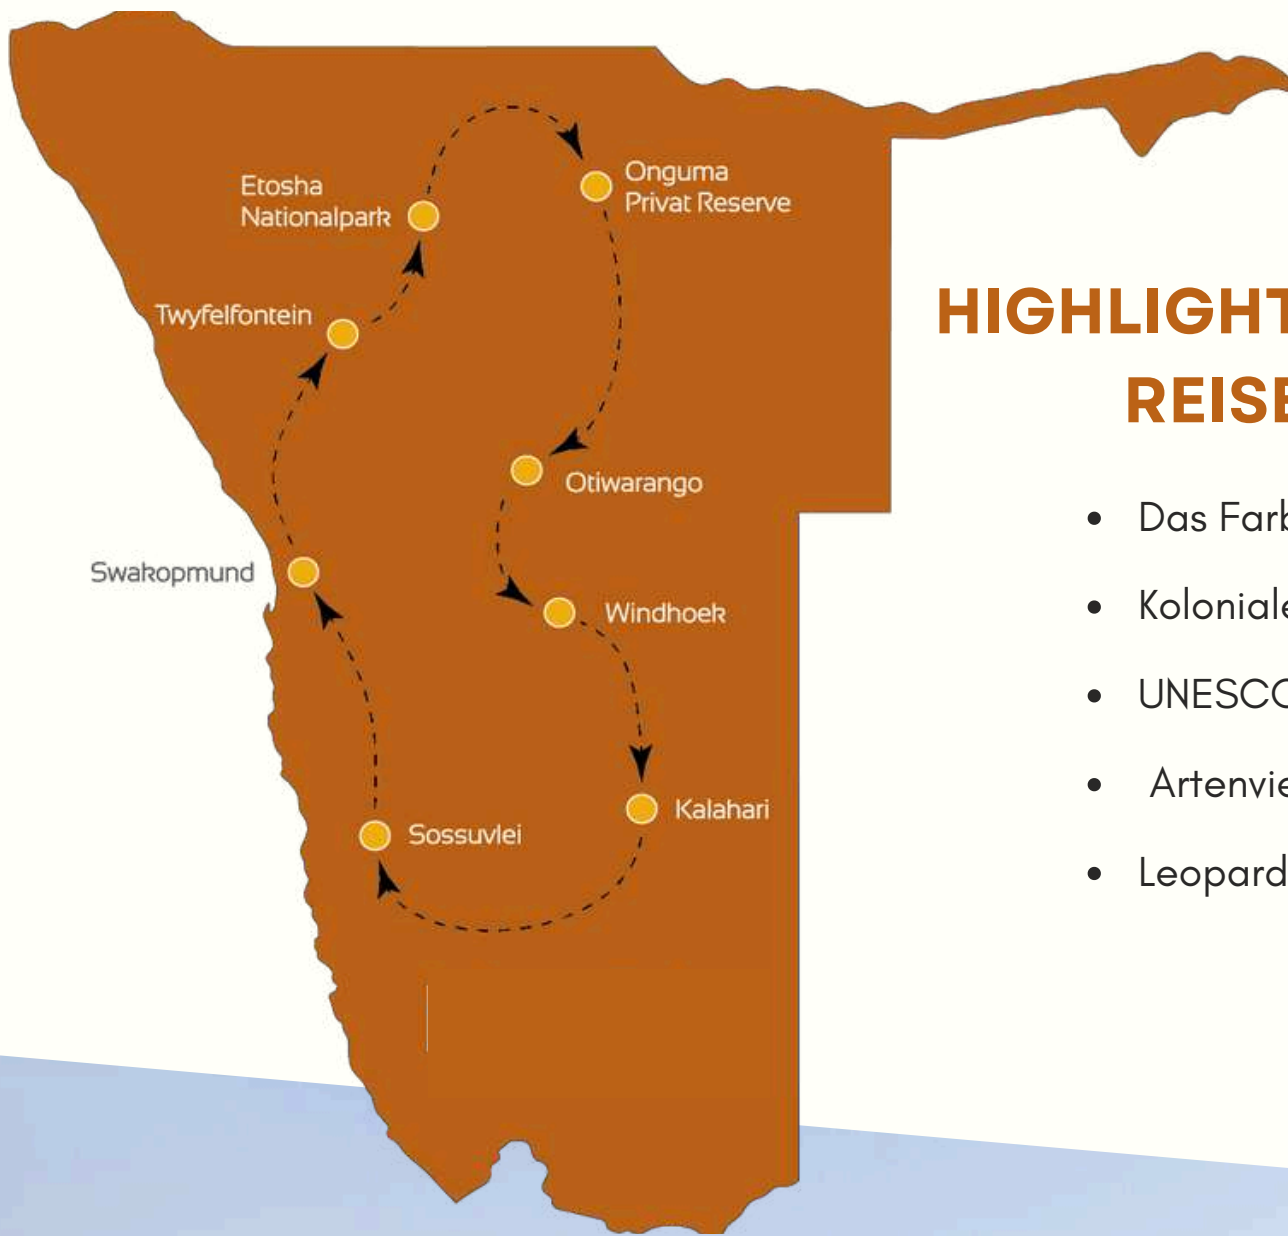 Etosha
Nationalpark
Onguma
Privat Reserve
Twyfelfontein
Otiwarango
Swakopmund
Windhoek
Kalahari
Sossuvlei
HIGHLIGHT
REISE
• Das Farb
• Koloniale
• UNESCO
• Artenvie
• Leopard